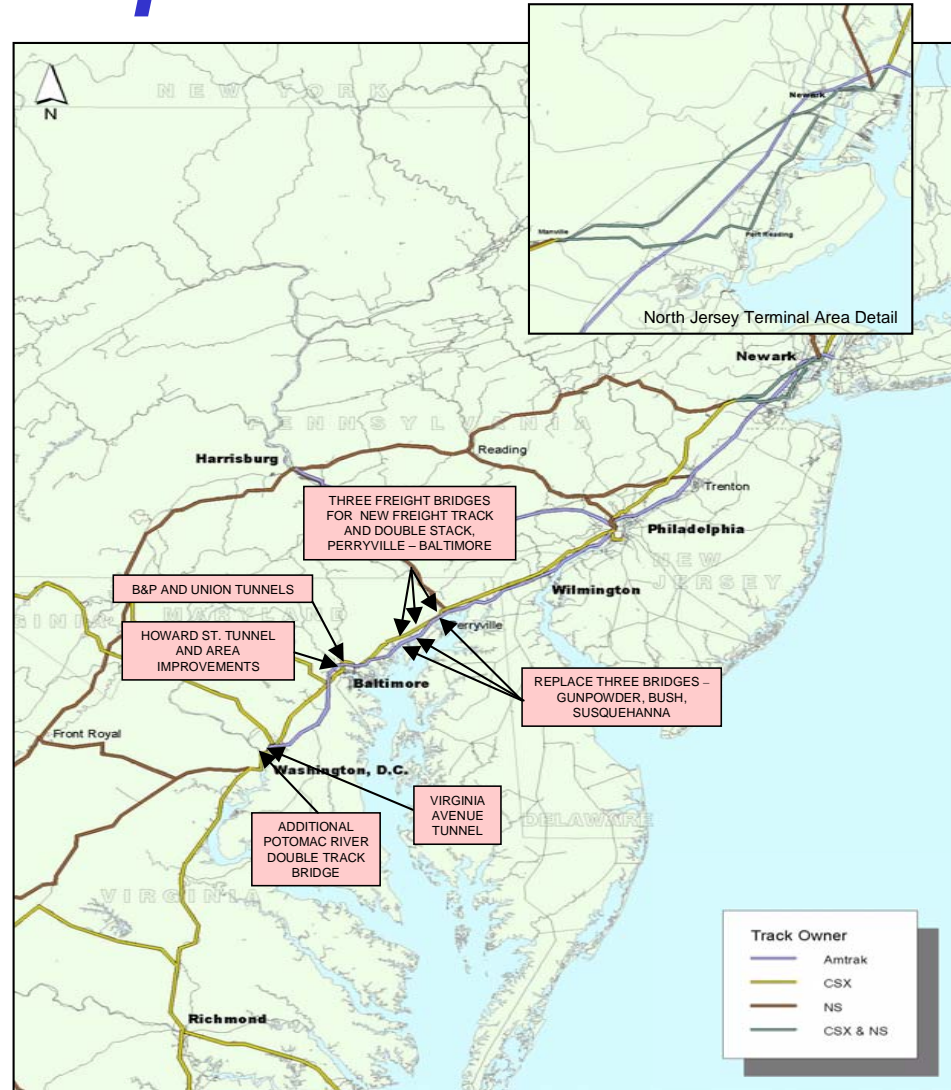 N
NEW YORK
Newark
Manville
Port Reading
North Jersey Terminal Area Detail
Newark
PENNSYLVANIA
Reading
Harrisburg
Trenton
THREE FREIGHT BRIDGES
FOR NEW FREIGHT TRACK
AND DOUBLE STACK,
PERRYVILLE – BALTIMORE
Philadelphia
NEW
JERSEY
Wilmington
B&P AND UNION TUNNELS
MARYLAND
GINIA
erryville
HOWARD ST. TUNNEL
AND AREA
IMPROVEMENTS
Baltimore
REPLACE THREE BRIDGES –
GUNPOWDER, BUSH,
SUSQUEHANNA
Front Royal
Washington, D.C.
VIRGINIA
AVENUE
TUNNEL
DELAWARE
ADDITIONAL
POTOMAC RIVER
DOUBLE TRACK
BRIDGE
VIRGINIA
Richmond
Track Owner
Amtrak
CSX
NS
CSX & NS